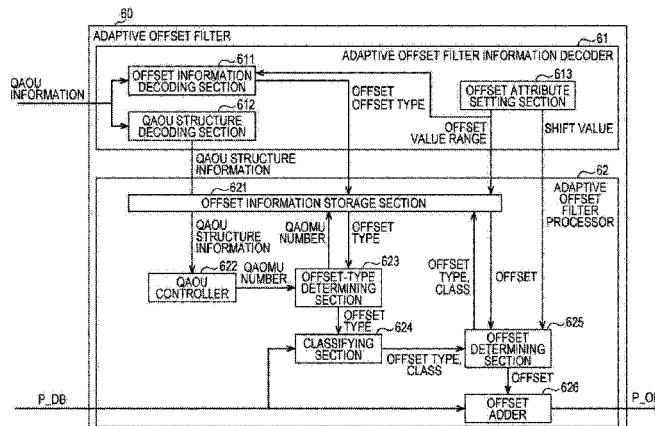 60
ADAPTIVE OFFSET FILTER
61
ADAPTIVE OFFSET FILTER INFORMATION DECODER
QAOU
INFORMATION
611
OFFSET INFORMATION
DECODING SECTION
612
QAOU STRUCTURE
DECODING SECTION
OFFSET
OFFSET TYPE
613
OFFSET ATTRIBUTE
SETTING SECTION
OFFSET
VALUE RANGE
SHIFT VALUE
QAOU STRUCTURE
INFORMATION
62
ADAPTIVE
OFFSET
FILTER
PROCESSOR
621
OFFSET INFORMATION STORAGE SECTION
QAOU
STRUCTURE
INFORMATION
QAOMU
NUMBER
OFFSET
TYPE
622
QAOU
CONTROLLER
QAOMU
NUMBER
623
OFFSET-TYPE
DETERMINING
SECTION
OFFSET
TYPE,
CLASS
OFFSET
OFFSET
TYPE
624
CLASSIFYING
SECTION
OFFSET TYPE,
CLASS
625
OFFSET
DETERMINING
SECTION
OFFSET
626
OFFSET
ADDER
P_DB